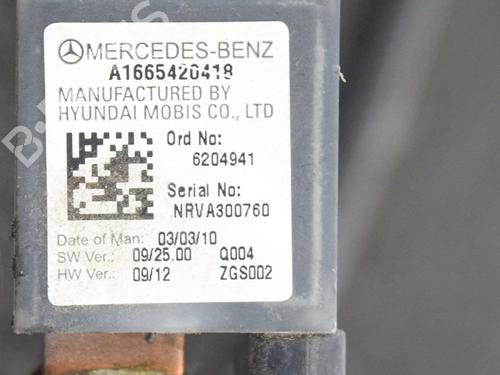 MERCEDES-BENZ
A1665420418
MANUFACTURED BY
HYUNDAI MOBIS CO., LTD
Ord No:
6204941
Serial No:
NRVA300760
Date of Man: 03/03/10
SW Ver.: 09/25.00 Q004
HW Ver.: 09/12 ZGS002